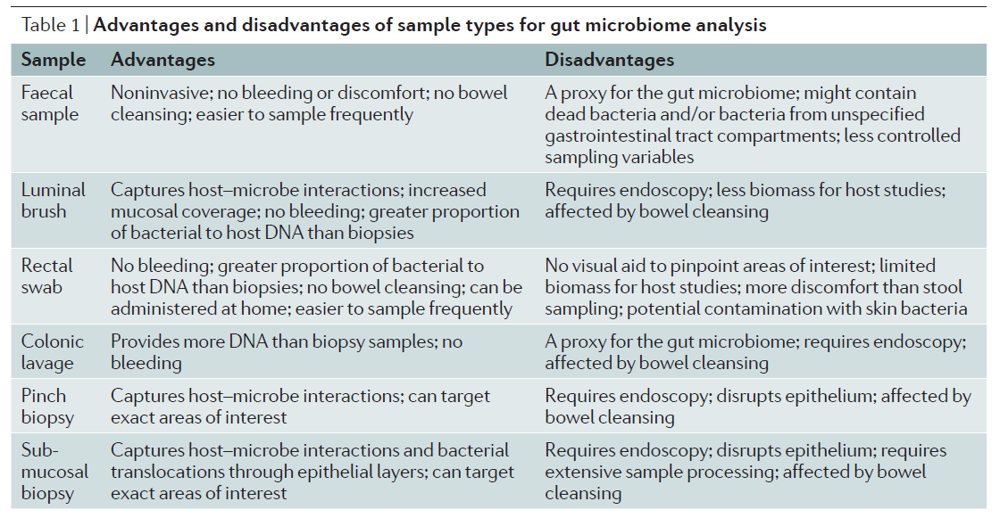 Table 1 | Advantages and disadvantages of sample types for gut microbiome analysis
Sample Advantages Disadvantages
Faecal sample
Noninvasive; no bleeding or discomfort; no bowel
cleansing; easier to sample frequently
A proxy for the gut microbiome; might contain
dead bacteria and/or bacteria from unspecified
gastrointestinal tract compartments; less controlled
sampling variables
Luminal brush
Captures host–microbe interactions; increased
mucosal coverage; no bleeding; greater proportion
of bacterial to host DNA than biopsies
Requires endoscopy; less biomass for host studies;
affected by bowel cleansing
Rectal swab
No bleeding; greater proportion of bacterial to
host DNA than biopsies; no bowel cleansing; can be
administered at home; easier to sample frequently
No visual aid to pinpoint areas of interest; limited
biomass for host studies; more discomfort than stool
sampling; potential contamination with skin bacteria
Colonic lavage
Provides more DNA than biopsy samples; no
bleeding
A proxy for the gut microbiome; requires endoscopy;
affected by bowel cleansing
Pinch biopsy
Captures host–microbe interactions; can target
exact areas of interest
Requires endoscopy; disrupts epithelium; affected by
bowel cleansing
Sub-
mucosal
biopsy
Captures host–microbe interactions and bacterial
translocations through epithelial layers; can target
exact areas of interest
Requires endoscopy; disrupts epithelium; requires
extensive sample processing; affected by bowel
cleansing